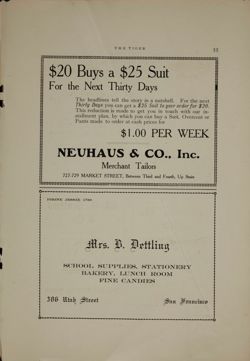 THE TIGER
$20 Buys a $25 Suit
For the Next Thirty Days
The headlines tell the story in a nutshell. For the next
Thirty Days you can get a $25 Suit to your order for $20.
This reduction is made to get you in touch with our in-
stallment plan, by which you can buy a Suit, Overcoat or
Pants made to order at cash prices for
$1.00 PER WEEK
NEUHAUS & CO., Inc.
Merchant Tailors
727-729 MARKET STREET, Between Third and Fourth, Up Stairs
PHONE
Mrs. B. Dettling
SCHOOL SUPPLIES, STATIONERY
BAKERY, LUNCH ROOM
FINE CANDIES
386 Utah Street San Francisco